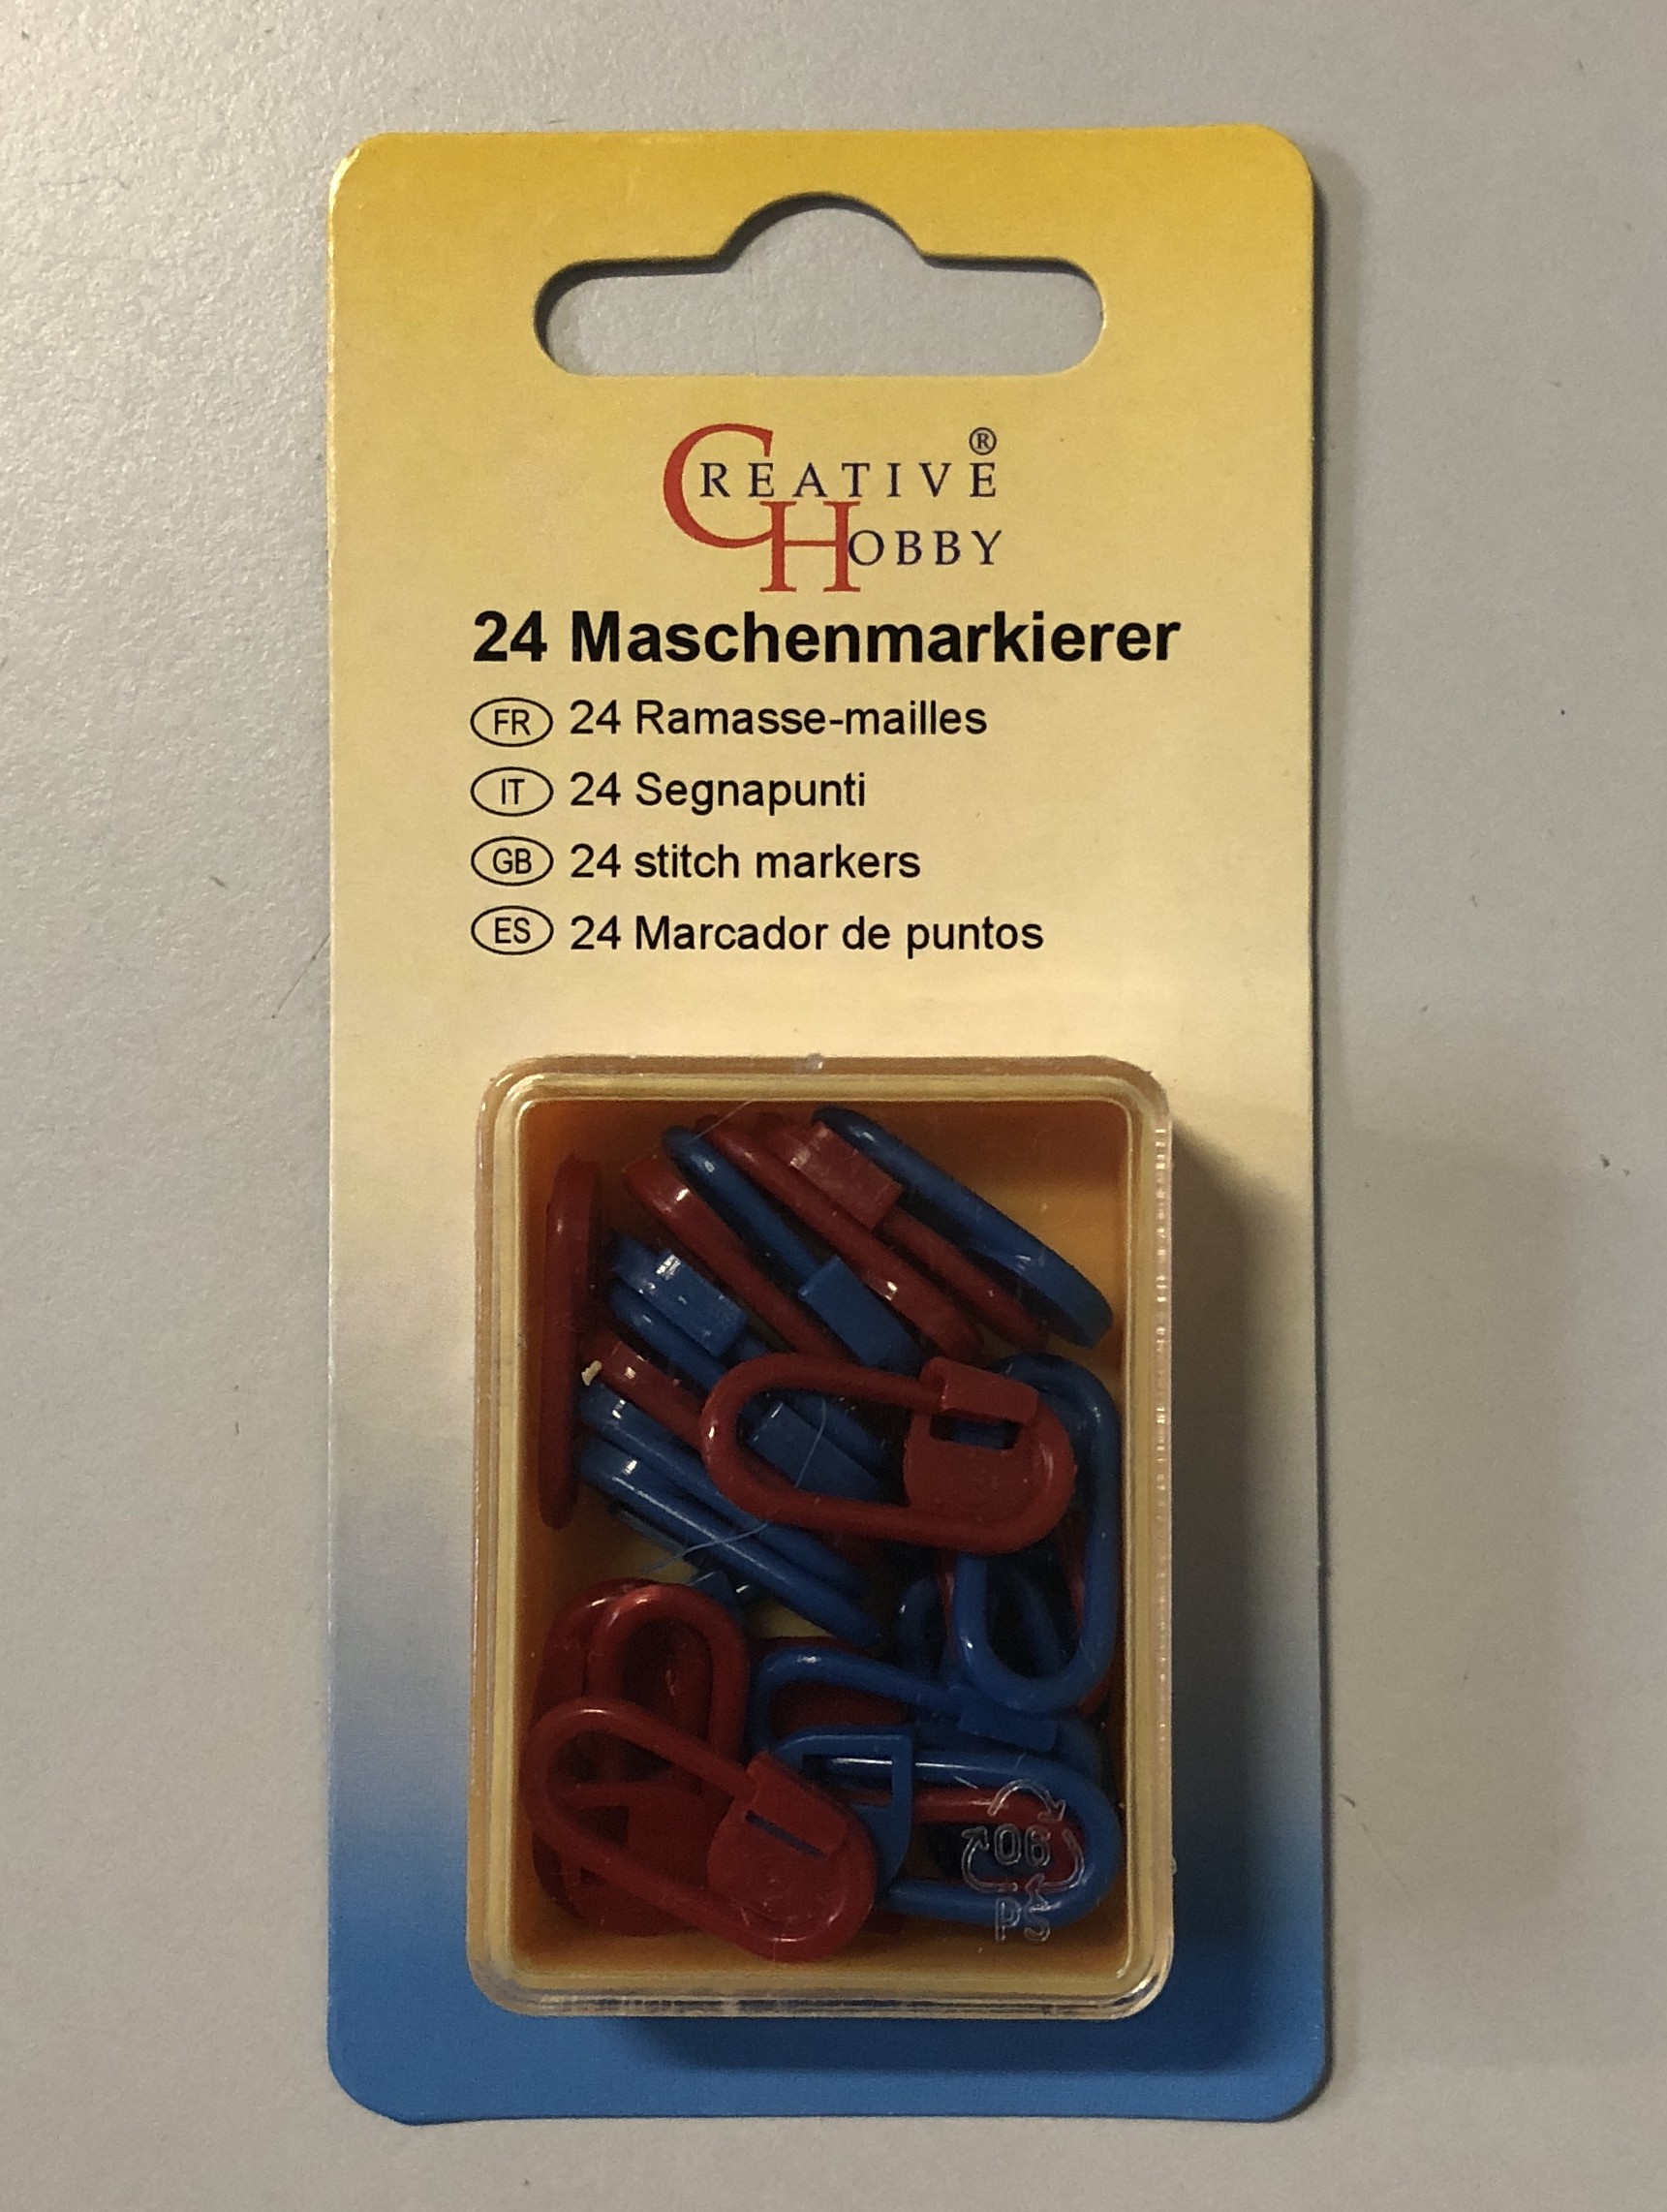 CREATIVE®
HOBBY
24 Maschenmarkierer
FR 24 Ramasse-mailles
IT 24 Segnapunti
GB 24 stitch markers
ES 24 Marcador de puntos
06
PS